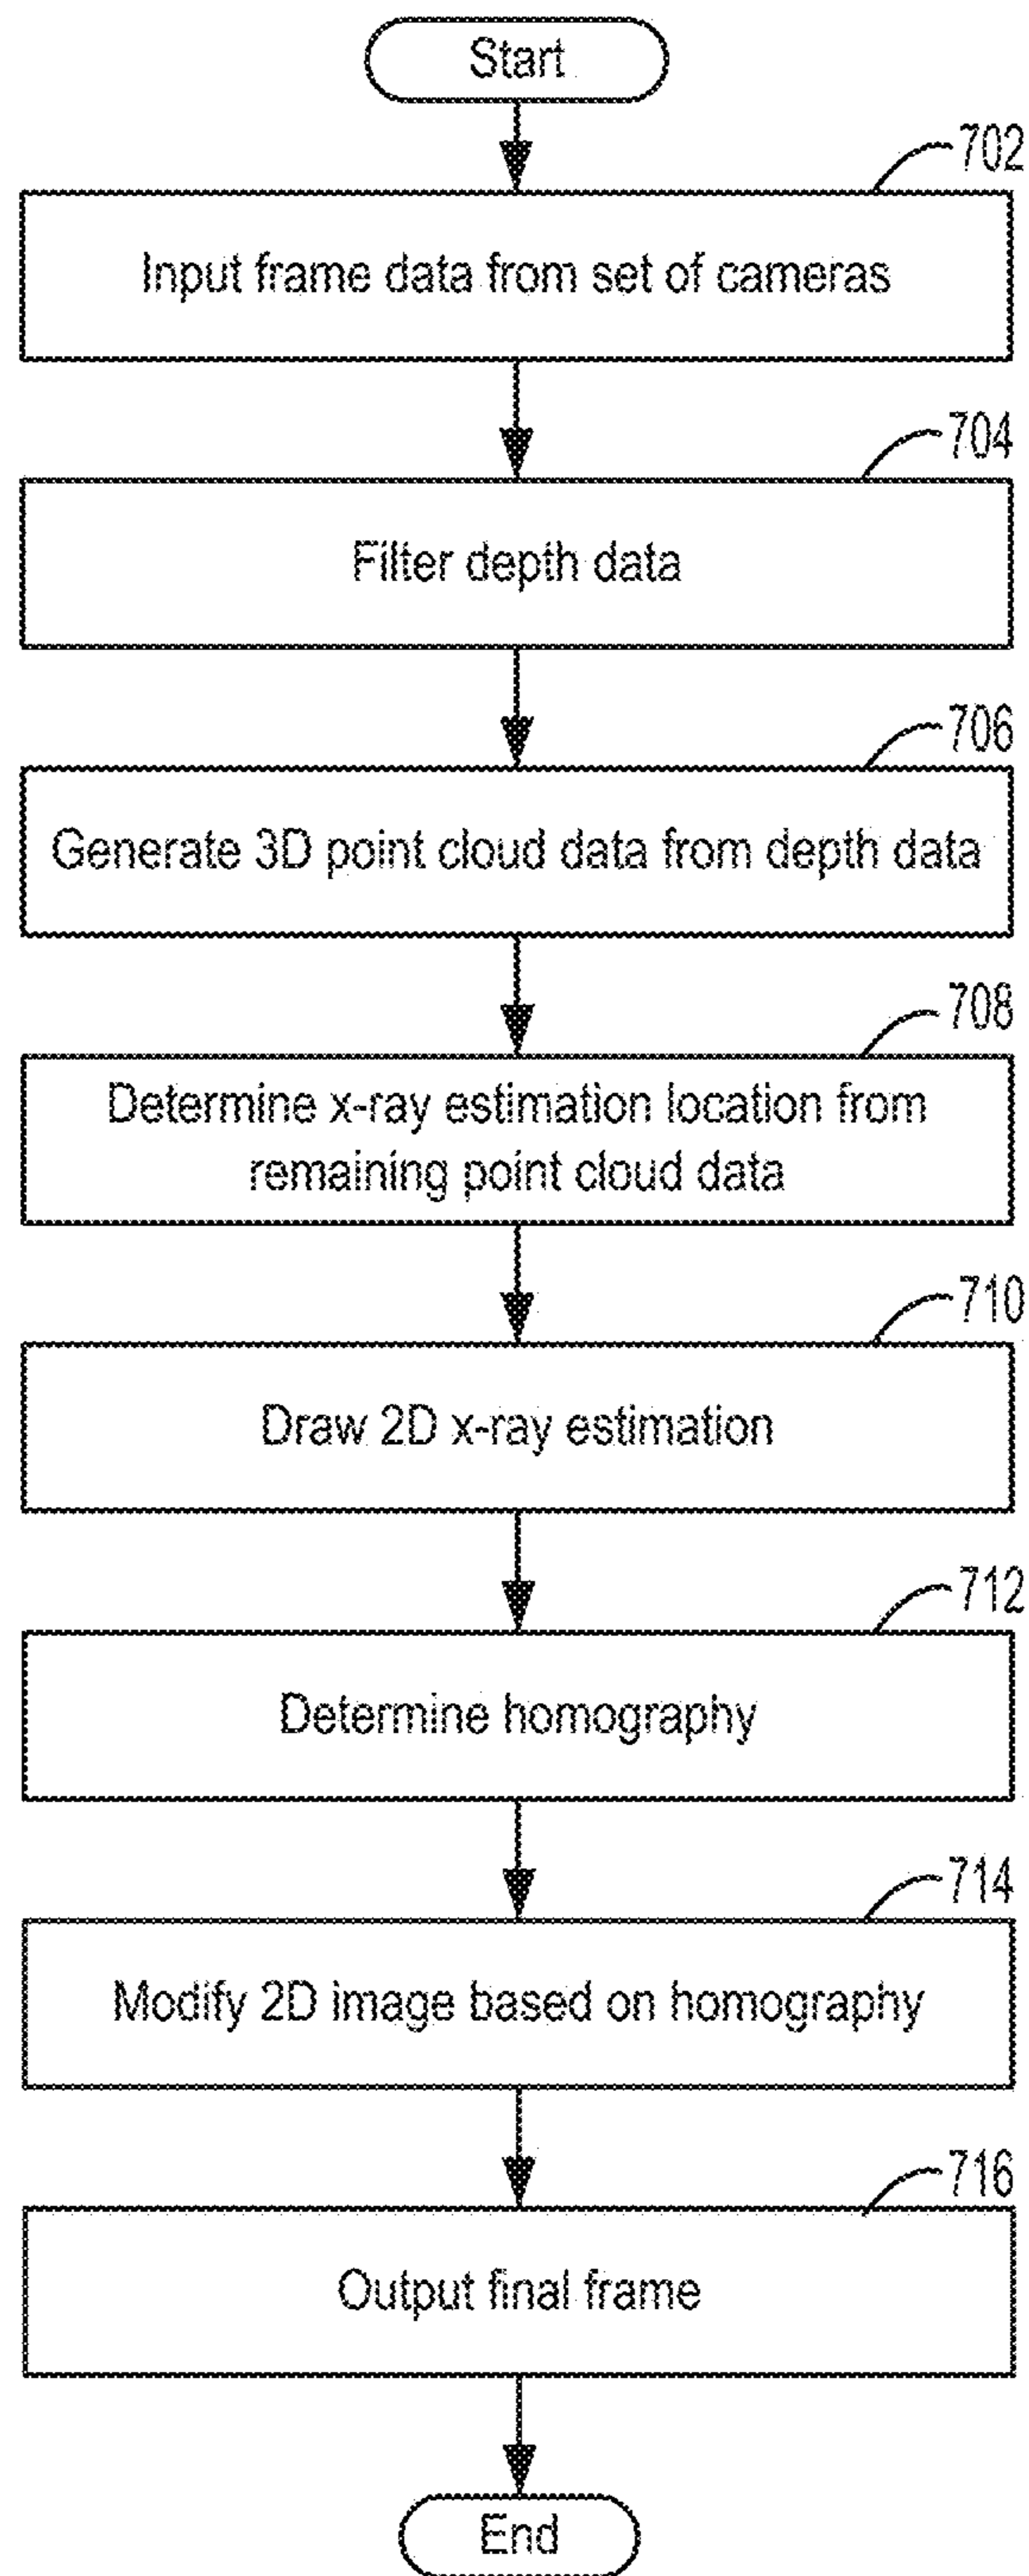 Start
702
Input frame data from set of cameras
704
Filter depth data
706
Generate 3D point cloud data from depth data
708
Determine x-ray estimation location from
remaining point cloud data
710
Draw 2D x-ray estimation
712
Determine homography
714
Modify 2D image based on homography
716
Output final frame
End